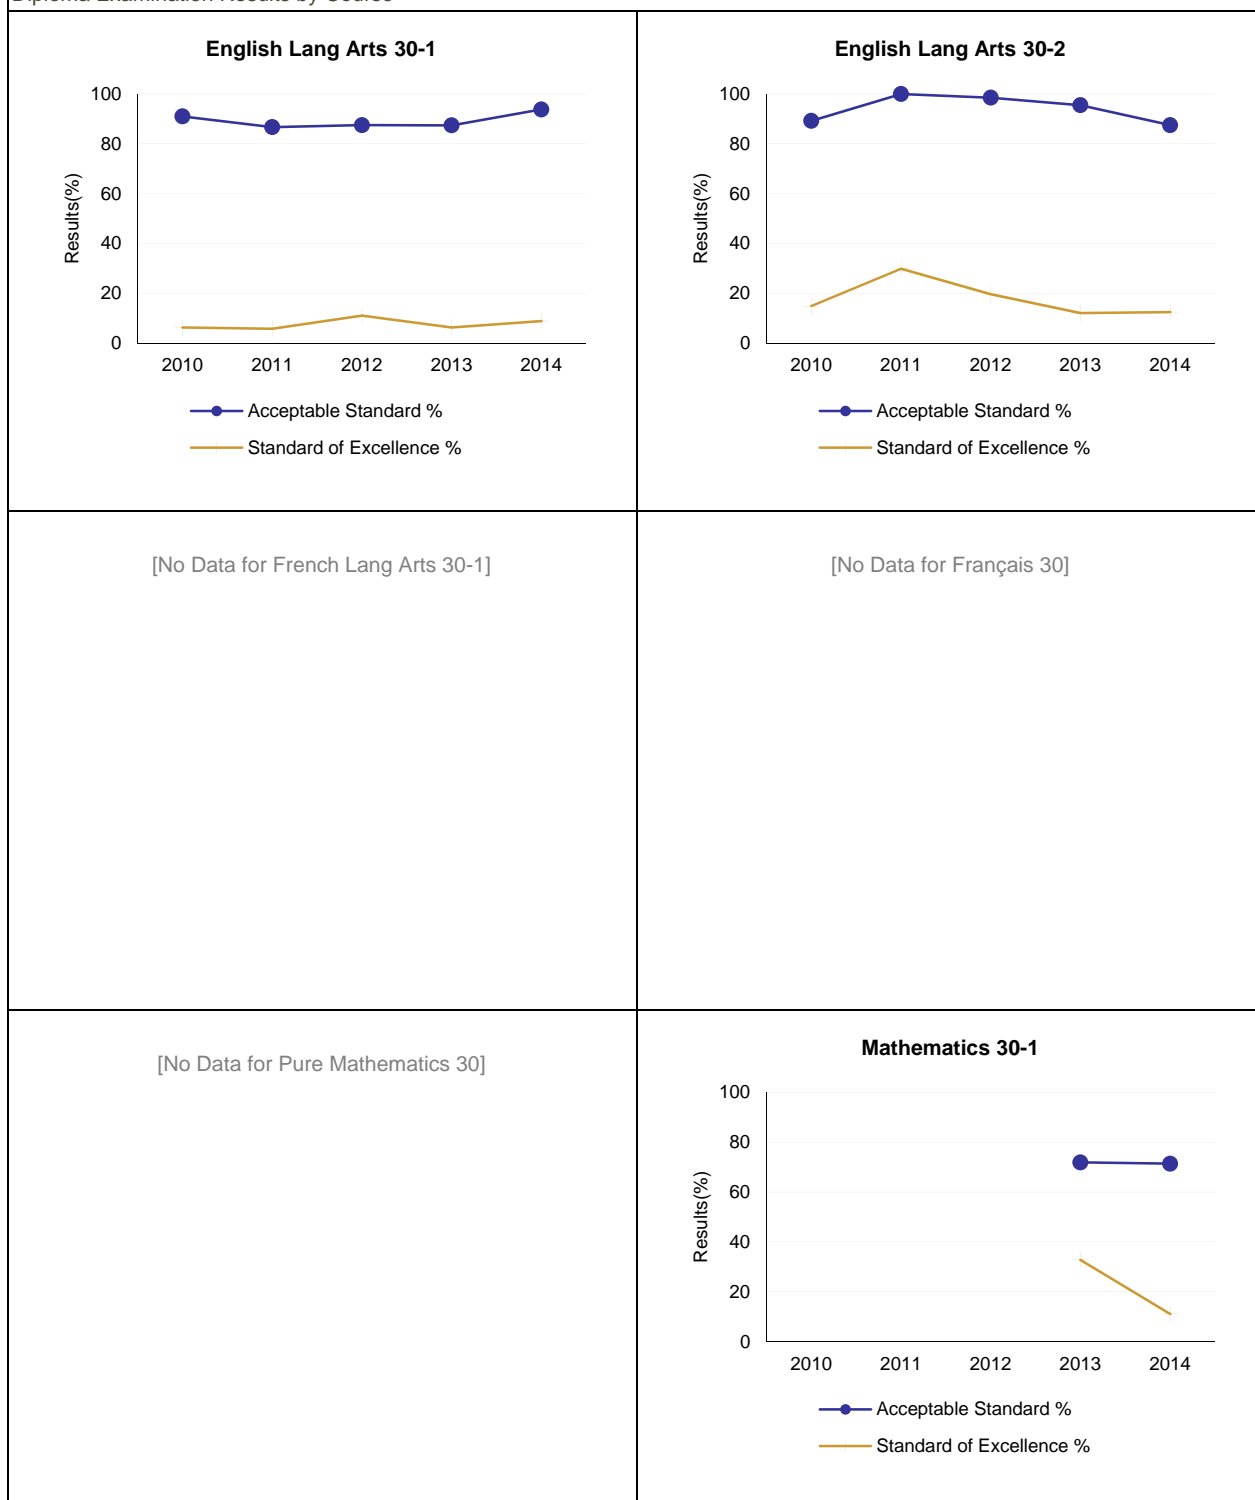 English Lang Arts 30-1
100
80
60
40
20
0
Results(%)
2010 2011 2012 2013 2014
Acceptable Standard %
Standard of Excellence %
English Lang Arts 30-2
100
80
60
40
20
0
Results(%)
2010 2011 2012 2013 2014
Acceptable Standard %
Standard of Excellence %
[No Data for French Lang Arts 30-1]
[No Data for Français 30]
[No Data for Pure Mathematics 30]
Mathematics 30-1
100
80
60
40
20
0
Results(%)
2010 2011 2012 2013 2014
Acceptable Standard %
Standard of Excellence %